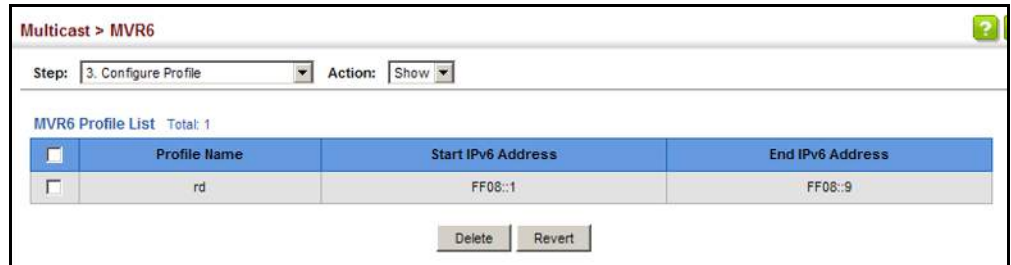 Multicast > MVR6
?
Step: 3. Configure Profile Action: Show
MVR6 Profile List Total: 1
Profile Name Start IPv6 Address End IPv6 Address
rd FF08::1 FF08::9
Delete Revert